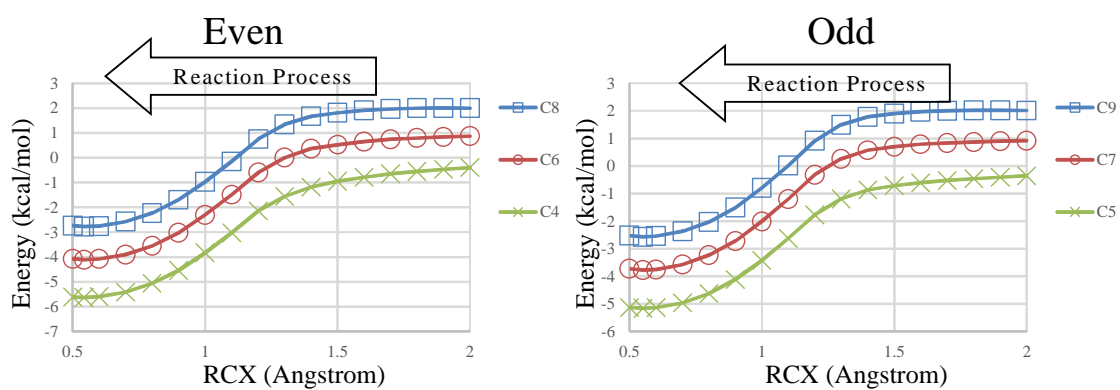 Even
Reaction Process
Energy (kcal/mol)
3
2
1
0
-1
-2
-3
-4
-5
-6
-7
0.5
1
1.5
2
RCX (Angstrom)
C8
C6
C4
Odd
Reaction Process
Energy (kcal/mol)
3
2
1
0
-1
-2
-3
-4
-5
-6
0.5
1
1.5
2
RCX (Angstrom)
C9
C7
C5